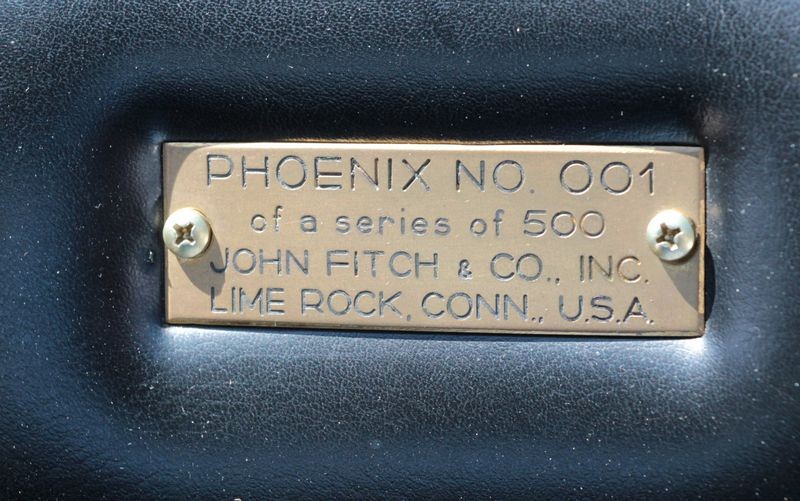 PHOENIX NO. 001
of a series of 500
JOHN FITCH & CO., INC.
LIME ROCK, CONN., U.S.A.